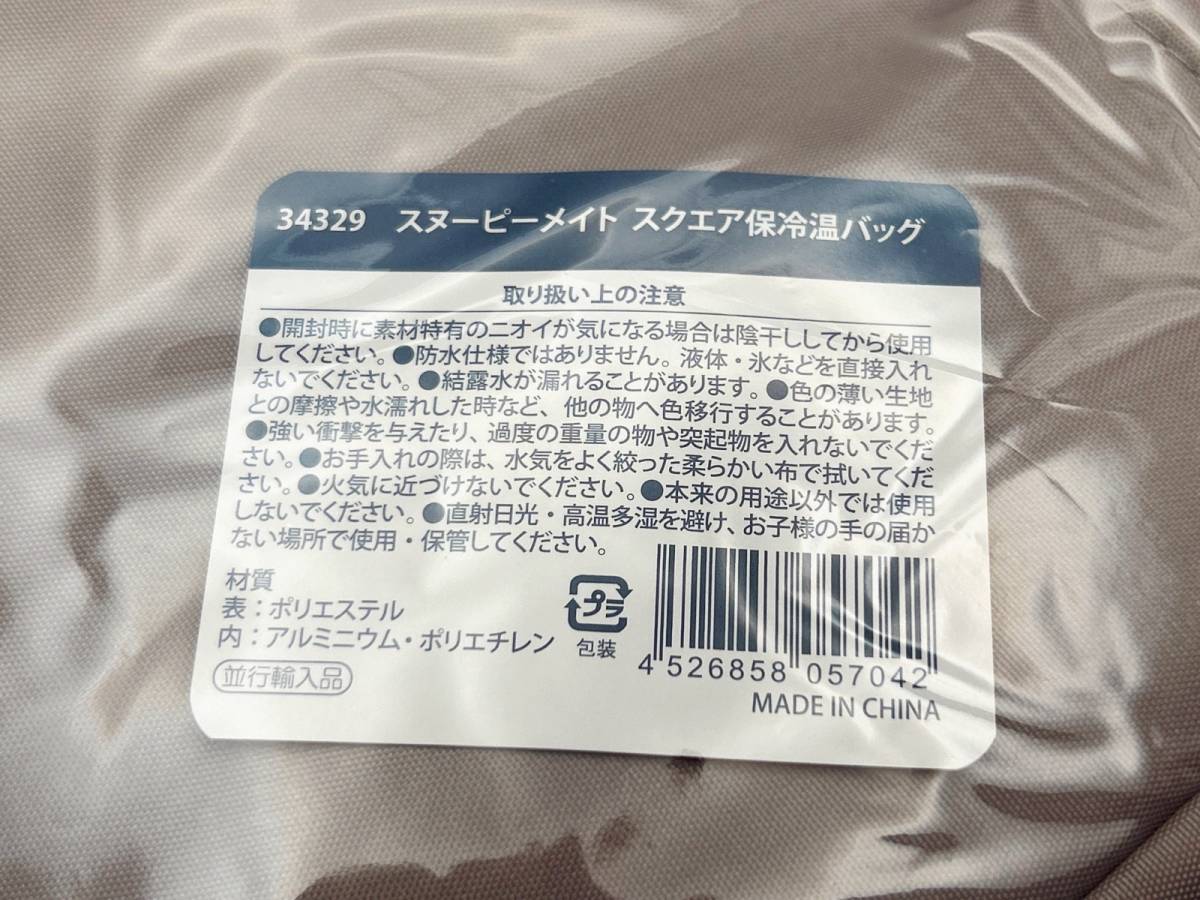 34329 スヌーピーメイト スクエア保冷温バッグ
取り扱い上の注意
●開封時に素材特有のニオイが気になる場合は陰干ししてから使用
してください。●防水仕様ではありません。液体・氷などを直接入れ
ないでください。●結露水が漏れることがあります。●色の薄い生地
との摩擦や水濡れした時など、他の物へ色移行することがあります。
●強い衝撃を与えたり、過度の重量の物や突起物を入れないでくだ
さい。●お手入れの際は、水気をよく絞った柔らかい布で拭いてくだ
さい。●火気に近づけないでください。●本来の用途以外では使用
しないでください。●直射日光・高温多湿を避け、お子様の手の届か
ない場所で使用・保管してください。
材質
表：ポリエステル
内：アルミニウム・ポリエチレン
並行輸入品
プラ
包装
4 526858 057042
MADE IN CHINA